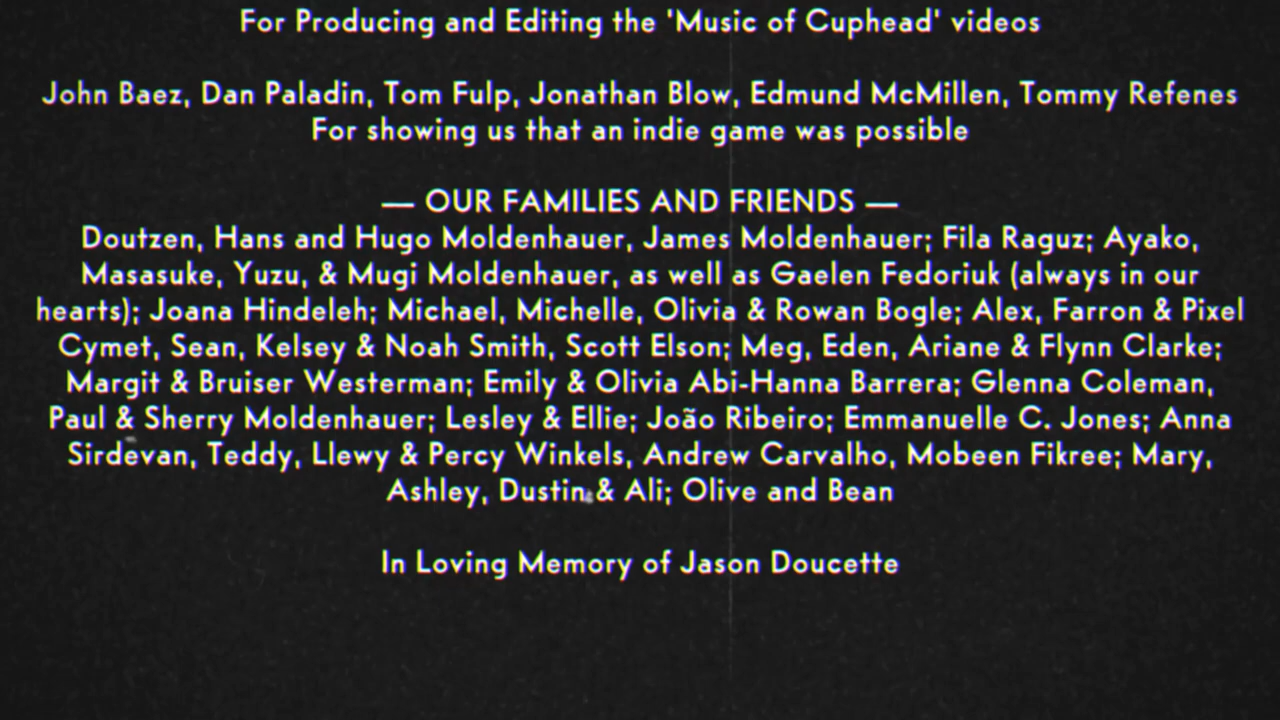 For Producing and Editing the 'Music of Cuphead' videos
John Baez, Dan Paladin, Tom Fulp, Jonathan Blow, Edmund McMillen, Tommy Refenes
For showing us that an indie game was possible
— OUR FAMILIES AND FRIENDS —
Doutzen, Hans and Hugo Moldenhauer, James Moldenhauer; Fila Raguz; Ayako,
Masasuke, Yuzu, & Mugi Moldenhauer, as well as Gaelen Fedoriuk (always in our
hearts); Joana Hindeleh; Michael, Michelle, Olivia & Rowan Bogle; Alex, Farron & Pixel
Cymet, Sean, Kelsey & Noah Smith, Scott Elson; Meg, Eden, Ariane & Flynn Clarke;
Margit & Bruiser Westerman; Emily & Olivia Abi-Hanna Barrera; Glenna Coleman,
Paul & Sherry Moldenhauer; Lesley & Ellie; João Ribeiro; Emmanuelle C. Jones; Anna
Sirdevan, Teddy, Llewy & Percy Winkels, Andrew Carvalho, Mobeen Fikree; Mary,
Ashley, Dustin & Ali; Olive and Bean
In Loving Memory of Jason Doucette